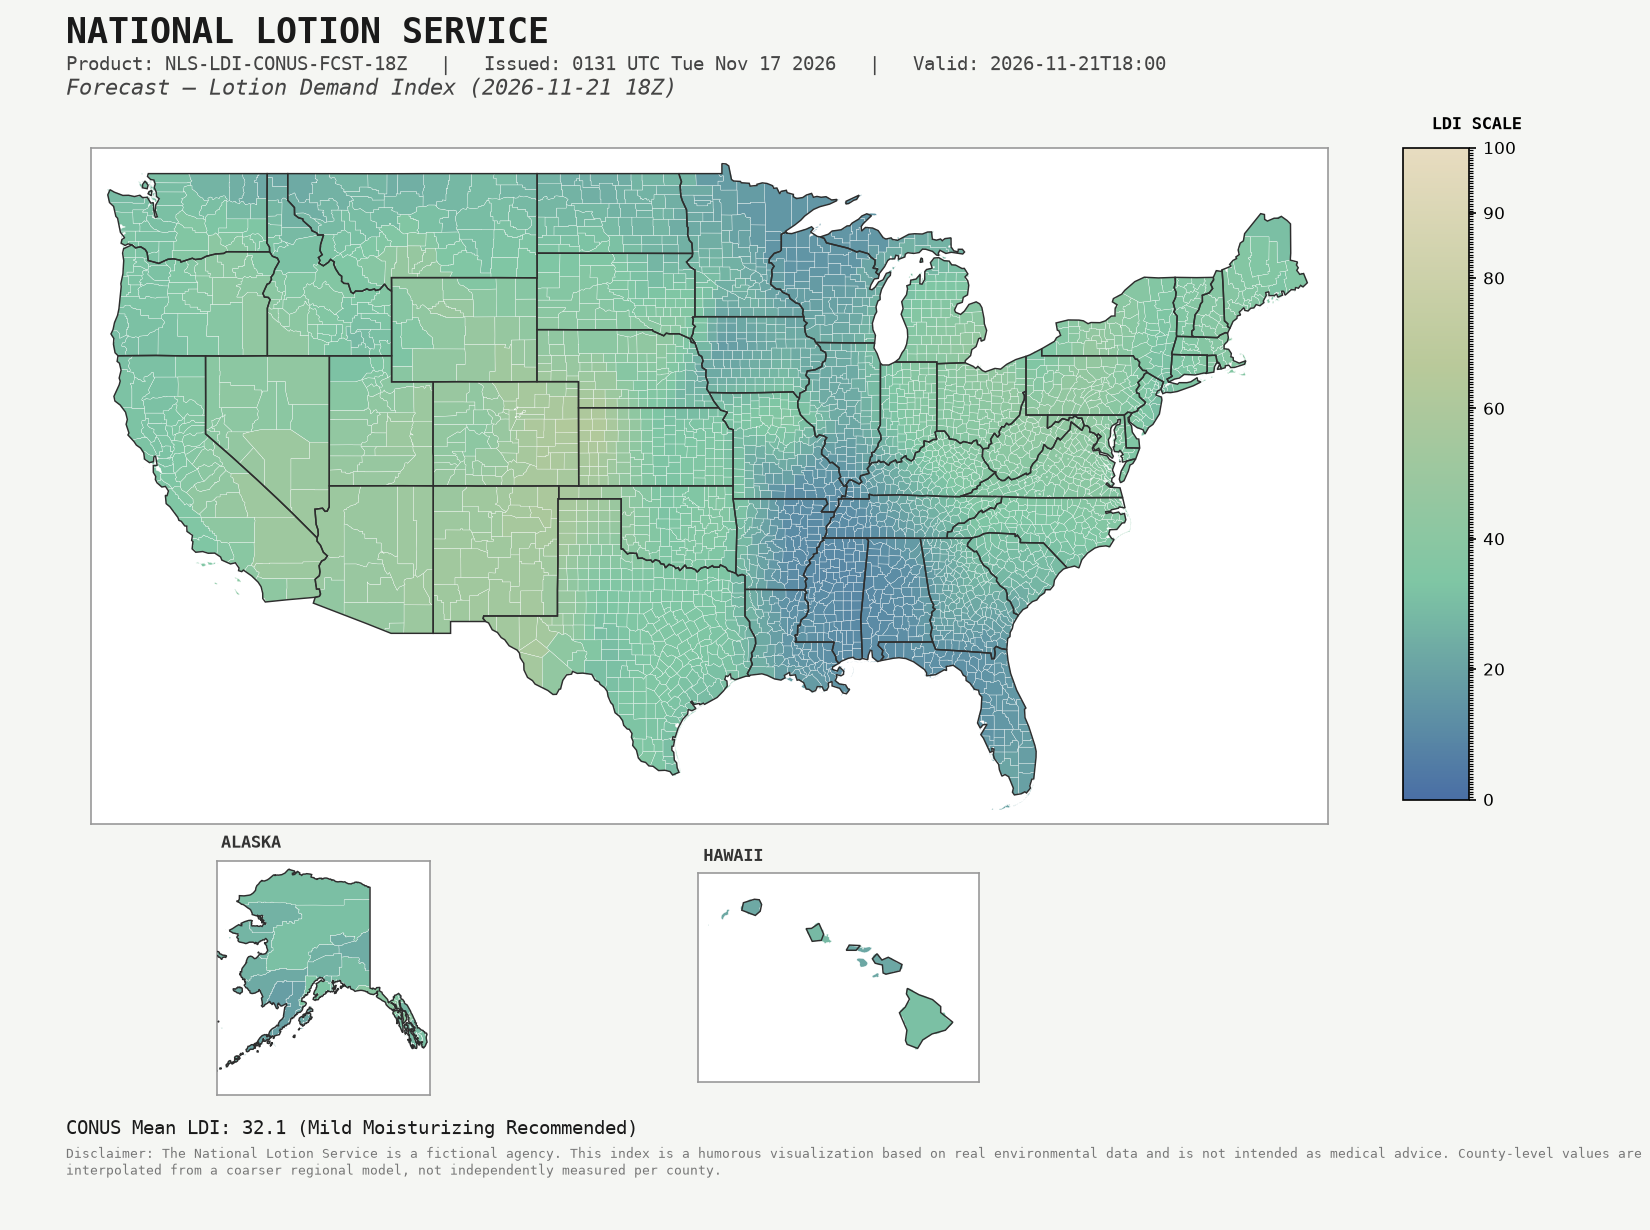 NATIONAL LOTION SERVICE
Product: NLS-LDI-CONUS-FCST-18Z | Issued: 0131 UTC Tue Nov 17 2026 | Valid: 2026-11-21T18:00
Forecast — Lotion Demand Index (2026-11-21 18Z)
LDI SCALE
100
90
80
60
40
20
0
ALASKA
HAWAII
CONUS Mean LDI: 32.1 (Mild Moisturizing Recommended)
Disclaimer: The National Lotion Service is a fictional agency. This index is a humorous visualization based on real environmental data and is not intended as medical advice. County-level values are
interpolated from a coarser regional model, not independently measured per county.